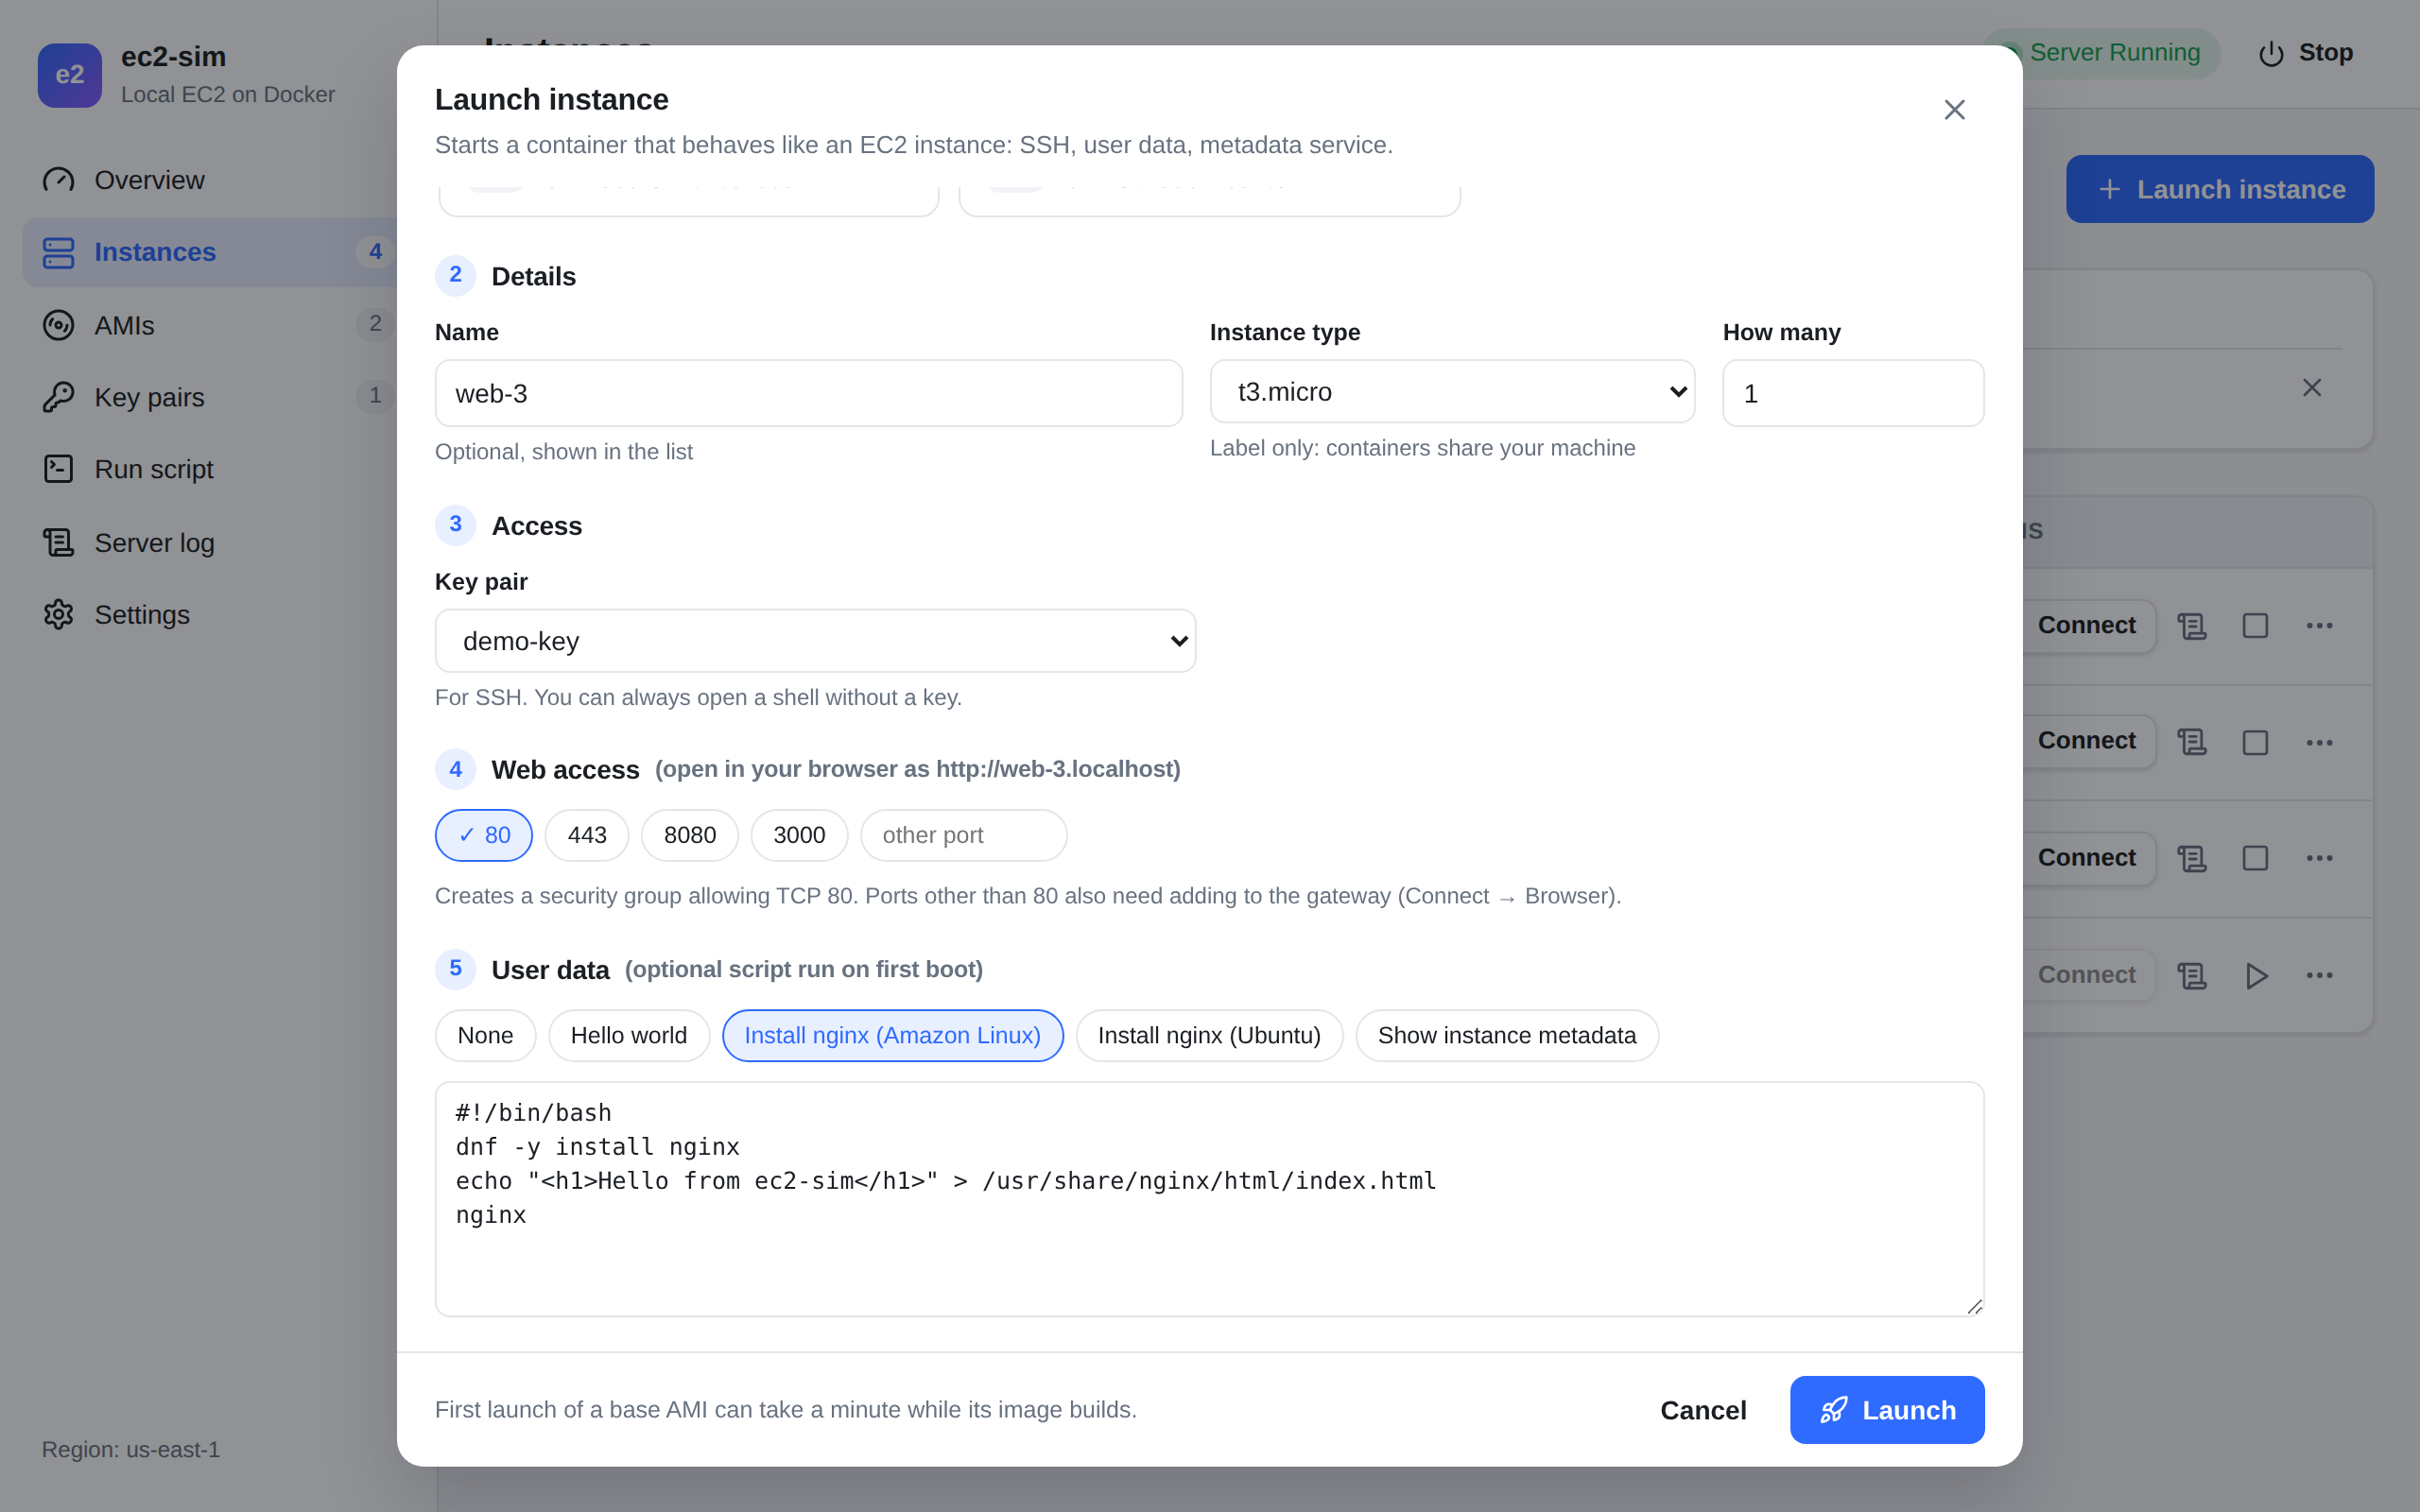 e2
ec2-sim
Local EC2 on Docker
Overview
Instances 4
AMIs 2
Key pairs 1
Run script
Server log
Settings
Region: us-east-1
Server Running
Stop
Launch instance
Connect
Connect
Connect
Connect
Launch instance
Starts a container that behaves like an EC2 instance: SSH, user data, metadata service.
2 Details
Name Instance type How many
web-3 t3.micro 1
Optional, shown in the list Label only: containers share your machine
3 Access
Key pair
demo-key
For SSH. You can always open a shell without a key.
4 Web access (open in your browser as http://web-3.localhost)
✓ 80 443 8080 3000 other port
Creates a security group allowing TCP 80. Ports other than 80 also need adding to the gateway (Connect → Browser).
5 User data (optional script run on first boot)
None Hello world Install nginx (Amazon Linux) Install nginx (Ubuntu) Show instance metadata
#!/bin/bash
dnf -y install nginx
echo "<h1>Hello from ec2-sim</h1>" > /usr/share/nginx/html/index.html
nginx
First launch of a base AMI can take a minute while its image builds.
Cancel Launch